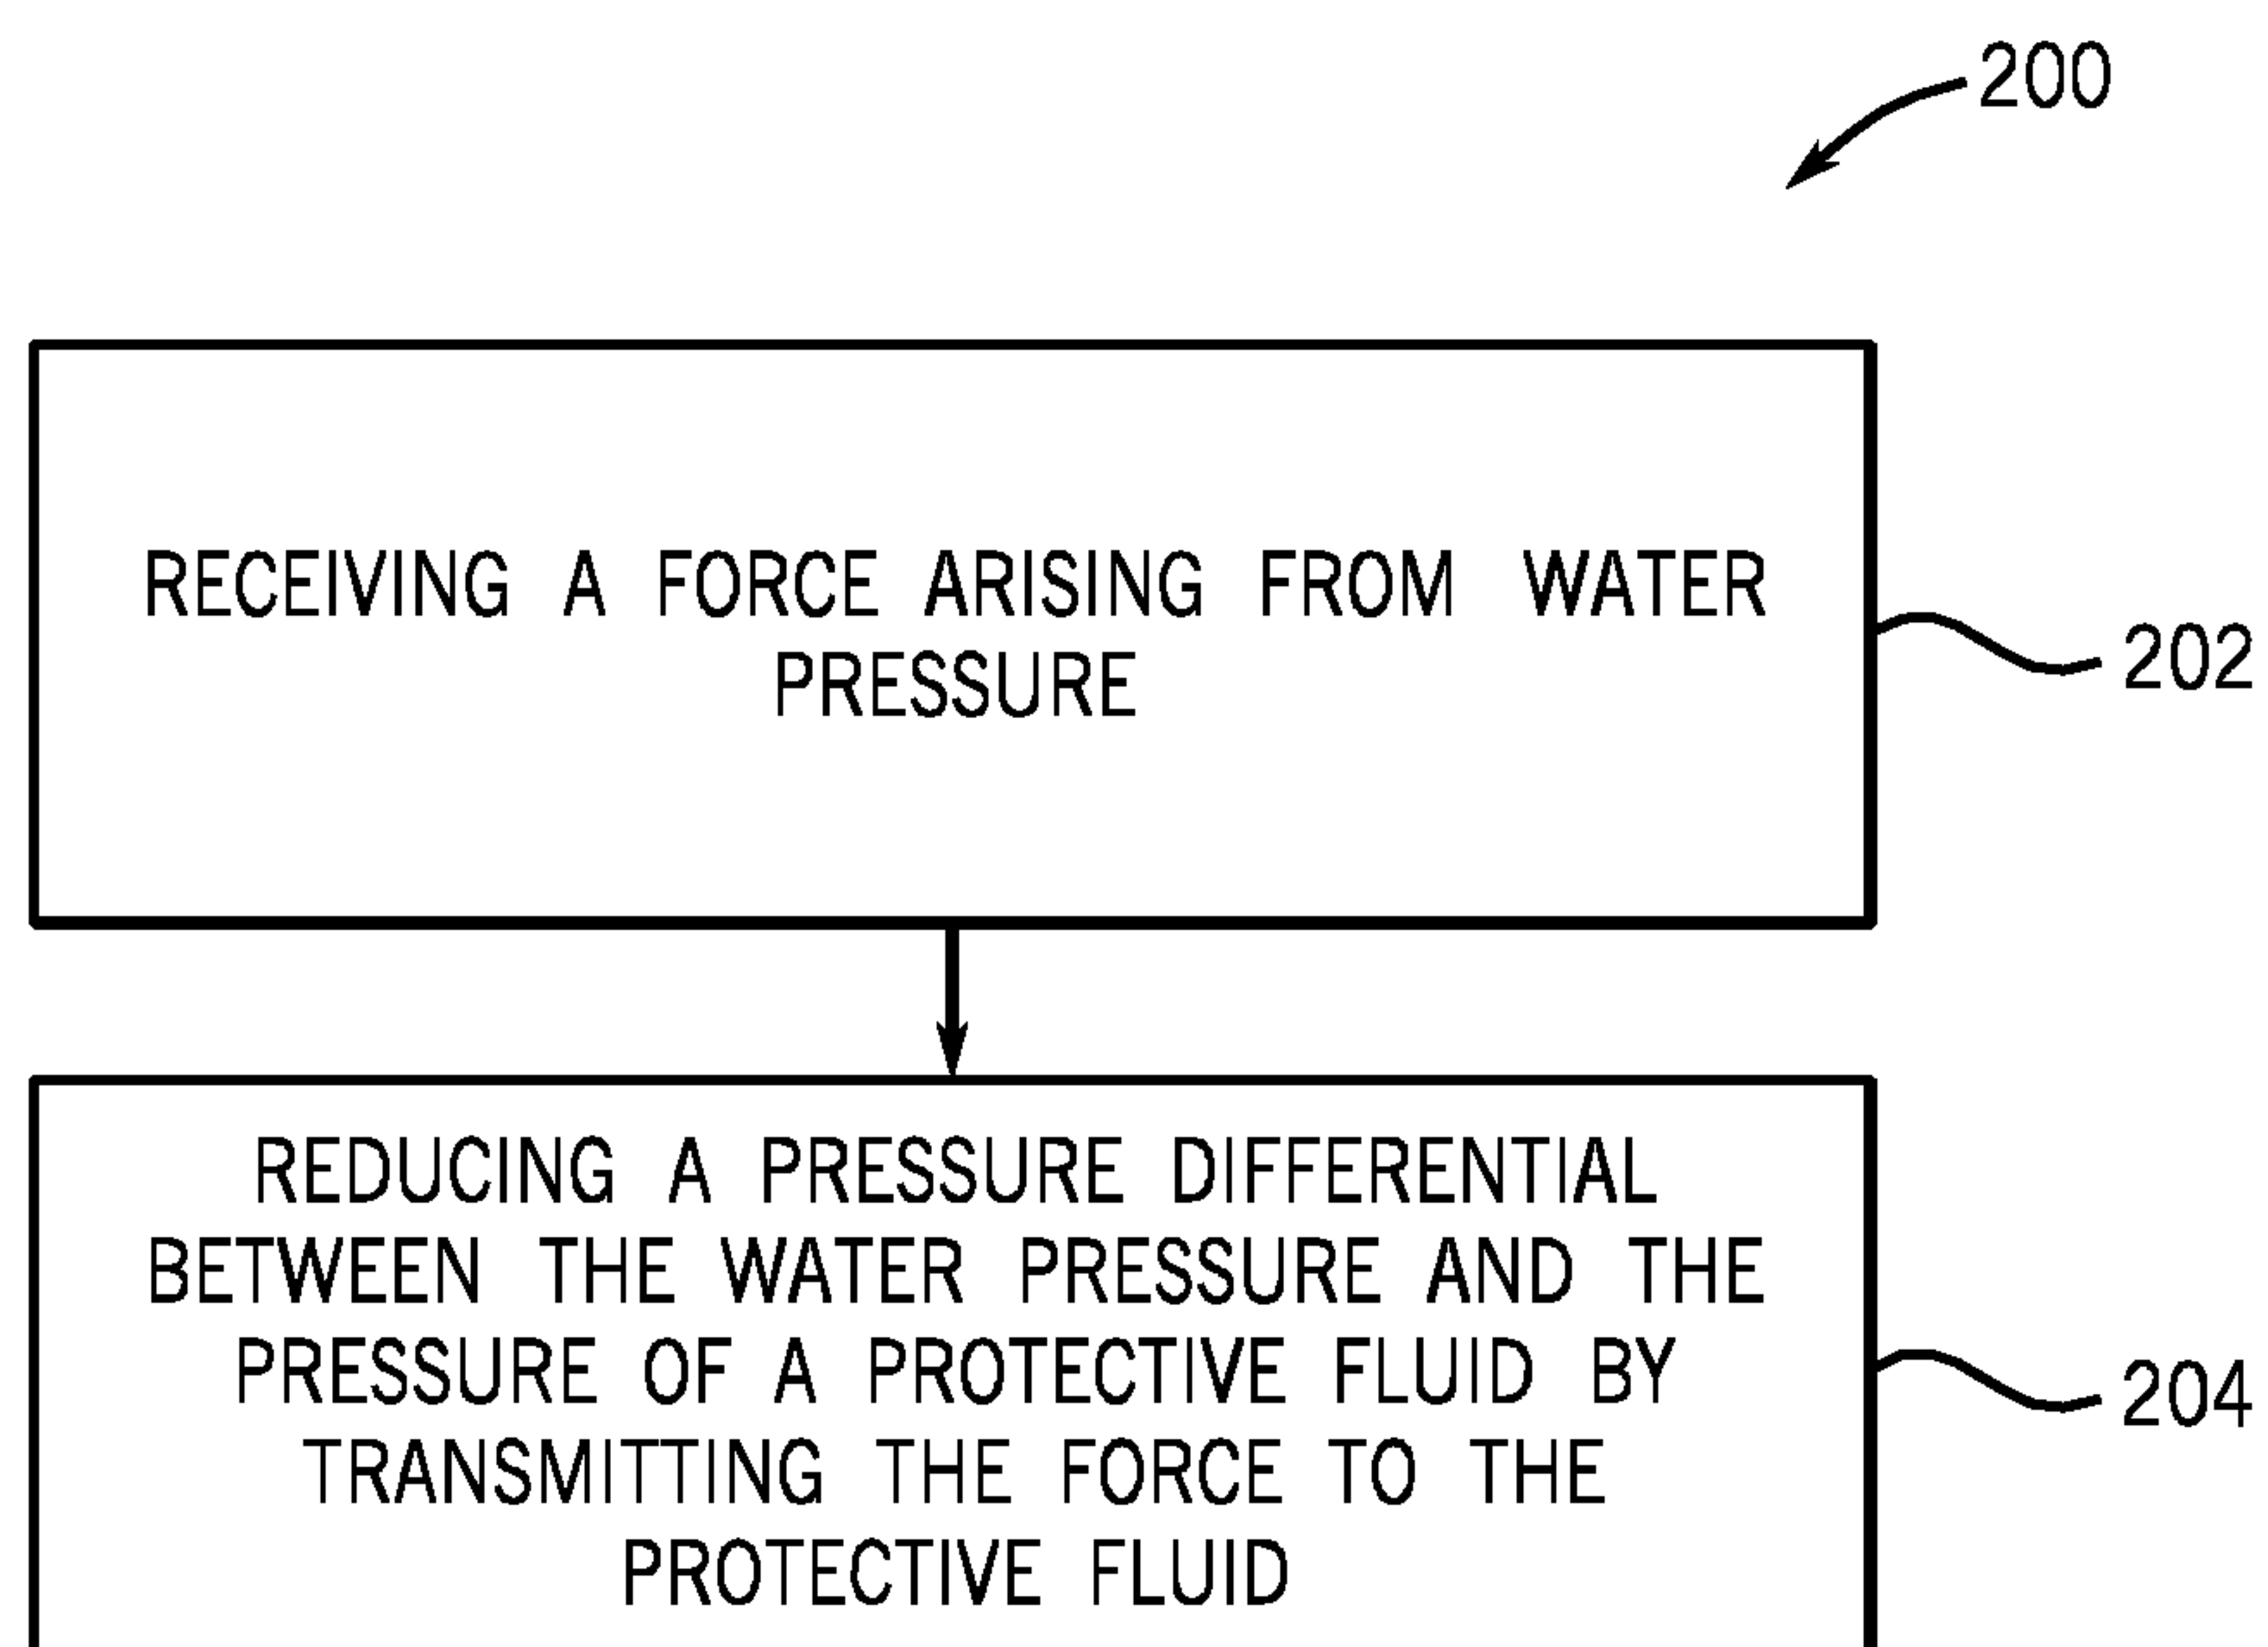 200
RECEIVING A FORCE ARISING FROM WATER
PRESSURE
202
REDUCING A PRESSURE DIFFERENTIAL
BETWEEN THE WATER PRESSURE AND THE
PRESSURE OF A PROTECTIVE FLUID BY
TRANSMITTING THE FORCE TO THE
PROTECTIVE FLUID
204